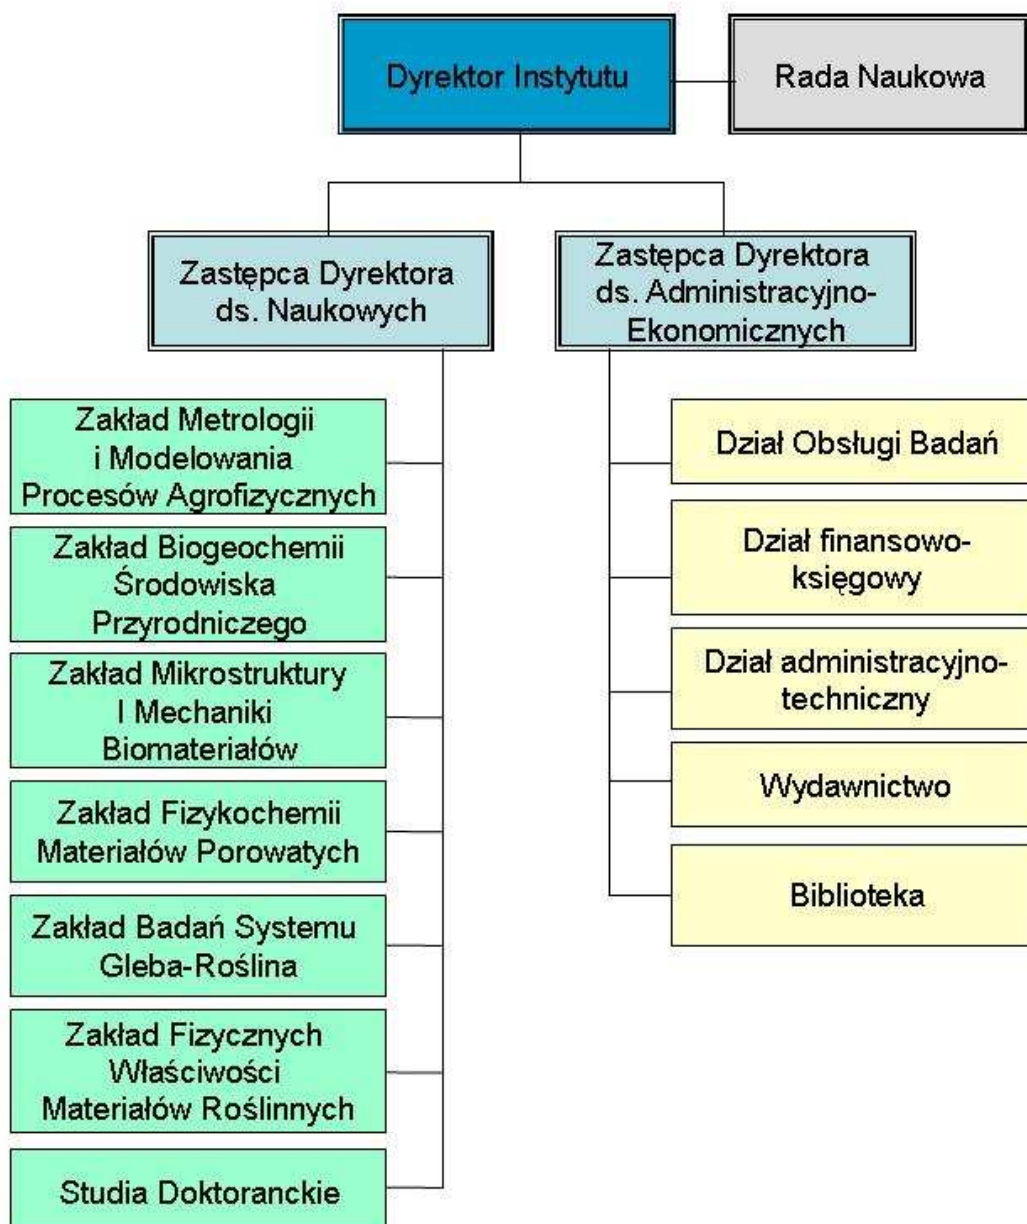 Dyrektor Instytutu
Rada Naukowa
Zastępca Dyrektora
ds. Naukowych
Zastępca Dyrektora
ds. Administracyjno-
Ekonomicznych
Zakład Metrologii
i Modelowania
Procesów Agrofizycznych
Zakład Biogeochemii
Środowiska
Przyrodniczego
Zakład Mikrostruktury
I Mechaniki
Biomateriałów
Zakład Fizykochemii
Materiałów Porowatych
Zakład Badań Systemu
Gleba-Roślina
Zakład Fizycznych
Właściwości
Materiałów Roślinnych
Studia Doktoranckie
Dział Obsługi Badań
Dział finansowo-
księgowy
Dział administracyjno-
techniczny
Wydawnictwo
Biblioteka